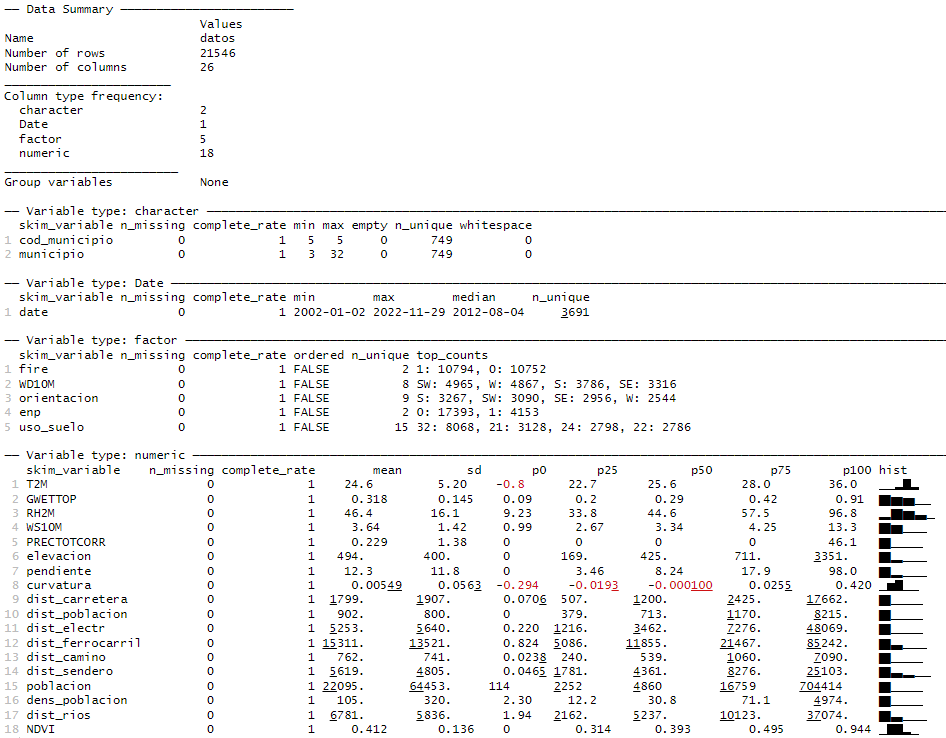 ── Data Summary ────────────────────────
                           Values
Name                       datos
Number of rows             21546
Number of columns          26
_______________________
Column type frequency:
  character                2
  Date                     1
  factor                   5
  numeric                  18
________________________
Group variables            None

── Variable type: character ──
  skim_variable n_missing complete_rate min max empty n_unique whitespace
1 cod_municipio         0             1   5   5     0      749          0
2 municipio             0             1   3  32     0      749          0

── Variable type: Date ──
  skim_variable n_missing complete_rate min        max        median     n_unique
1 date                  0             1 2002-01-02 2022-11-29 2012-08-04     3691

── Variable type: factor ──
  skim_variable n_missing complete_rate ordered n_unique top_counts
1 fire                  0             1 FALSE          2 1: 10794, 0: 10752
2 WD10M                 0             1 FALSE          8 SW: 4965, W: 4867, S: 3786, SE: 3316
3 orientacion           0             1 FALSE          9 S: 3267, SW: 3090, SE: 2956, W: 2544
4 enp                   0             1 FALSE          2 0: 17393, 1: 4153
5 uso_suelo             0             1 FALSE         15 32: 8068, 21: 3128, 24: 2798, 22: 2786

── Variable type: numeric ──
   skim_variable    n_missing complete_rate mean sd p0 p25 p50 p75 p100 hist
1 T2M 0 1 24.6 5.20 -0.8 22.7 25.6 28.0 36.0
2 GWETTOP 0 1 0.318 0.145 0.09 0.2 0.29 0.42 0.91
3 RH2M 0 1 46.4 16.1 9.23 33.8 44.6 57.5 96.8
4 WS10M 0 1 3.64 1.42 0.99 2.67 3.34 4.25 13.3
5 PRECTOTCORR 0 1 0.229 1.38 0 0 0 0 46.1
6 elevacion 0 1 494. 400. 0 169. 425. 711. 3351.
7 pendiente 0 1 12.3 11.8 0 3.46 8.24 17.9 98.0
8 curvatura 0 1 0.00549 0.0563 -0.294 -0.0193 -0.000100 0.0255 0.420
9 dist_carretera 0 1 1799. 1907. 0.0706 507. 1200. 2425. 17662.
10 dist_poblacion 0 1 902. 800. 0 379. 713. 1170. 8215.
11 dist_electr 0 1 5253. 5640. 0.220 1216. 3462. 7276. 48069.
12 dist_ferrocarril 0 1 15311. 13521. 0.824 5086. 11855. 21467. 85242.
13 dist_camino 0 1 762. 741. 0.0238 240. 539. 1060. 7090.
14 dist_sendero 0 1 5619. 4805. 0.0465 1781. 4361. 8276. 25103.
15 poblacion 0 1 22095. 64453. 114 2252 4860 16759 704414
16 dens_poblacion 0 1 105. 320. 2.30 12.2 30.8 71.1 4974.
17 dist_rios 0 1 6781. 5836. 1.94 2162. 5237. 10123. 37074.
18 NDVI 0 1 0.412 0.136 0 0.314 0.393 0.495 0.944